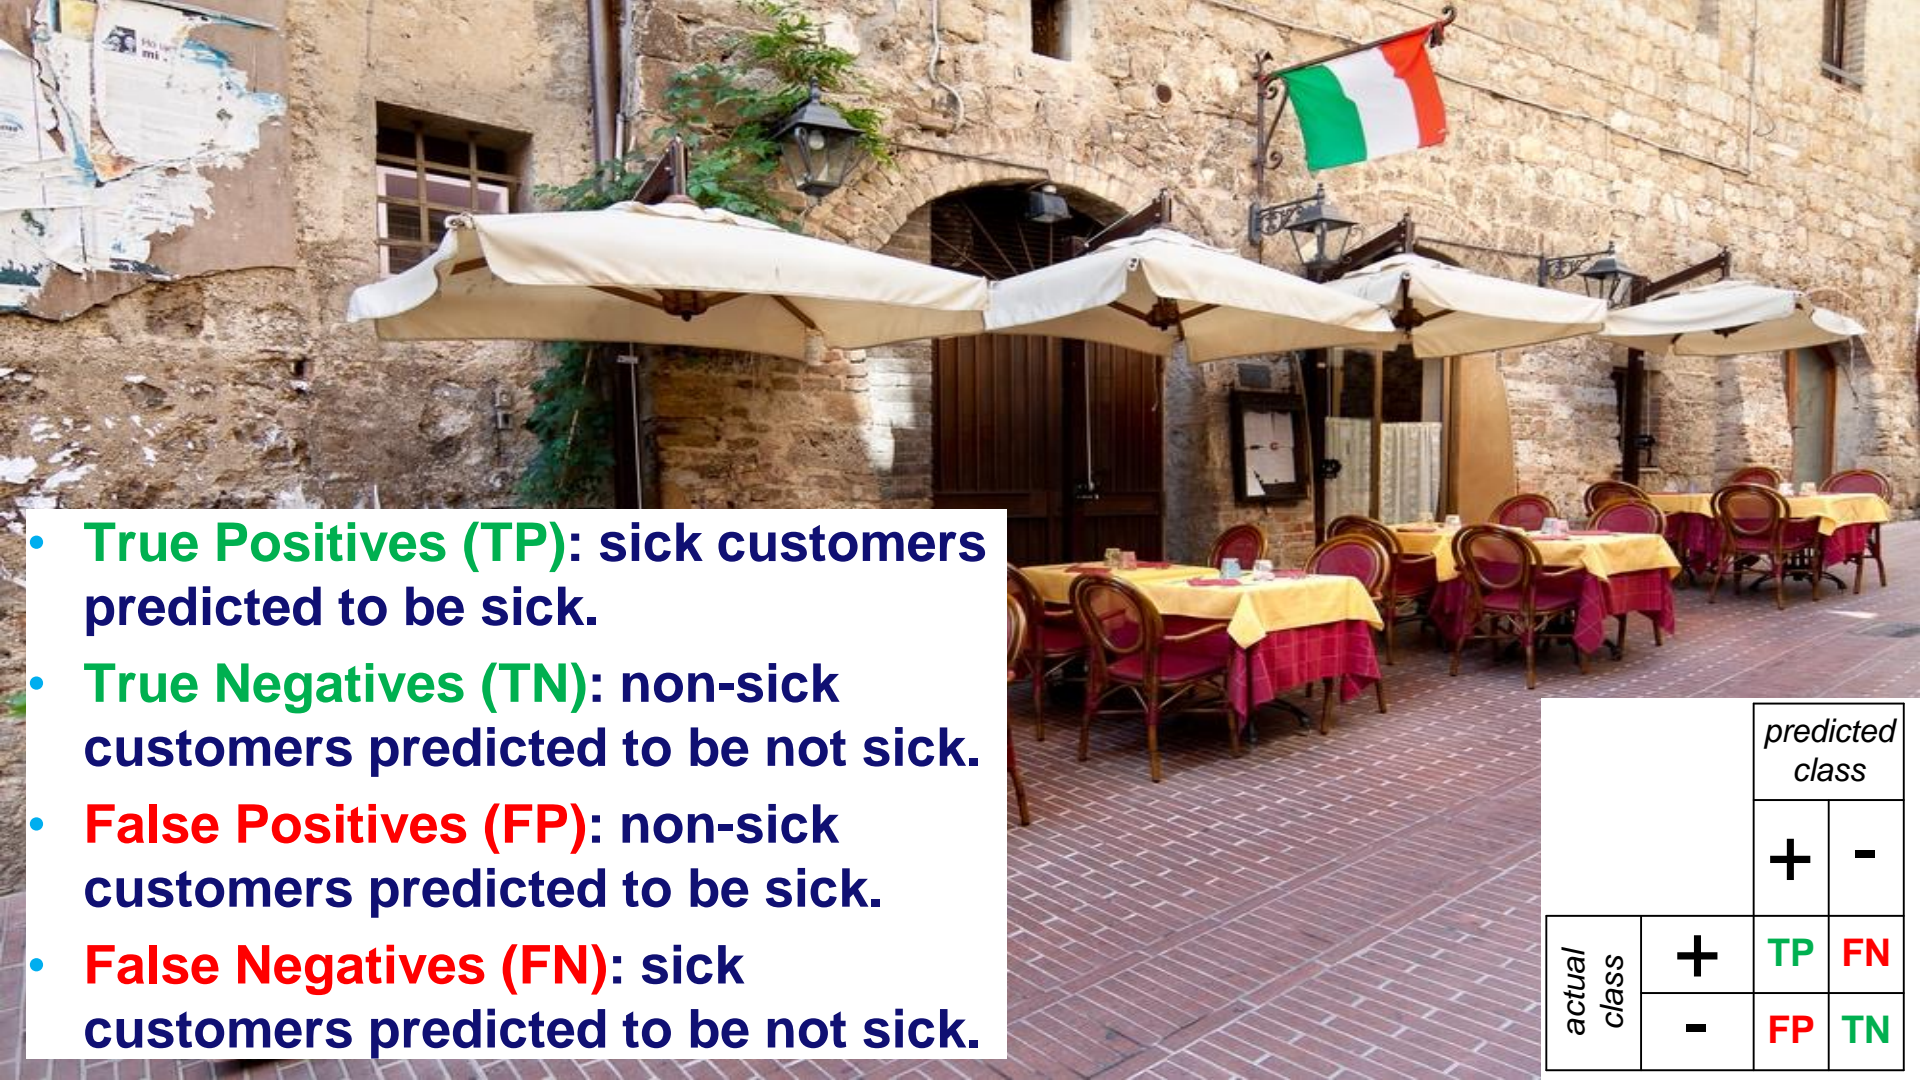 • True Positives (TP): sick customers
predicted to be sick.
• True Negatives (TN): non-sick
customers predicted to be not sick.
• False Positives (FP): non-sick
customers predicted to be sick.
• False Negatives (FN): sick
customers predicted to be not sick.
predicted
class
+ -
actual
class
+ TP FN
- FP TN